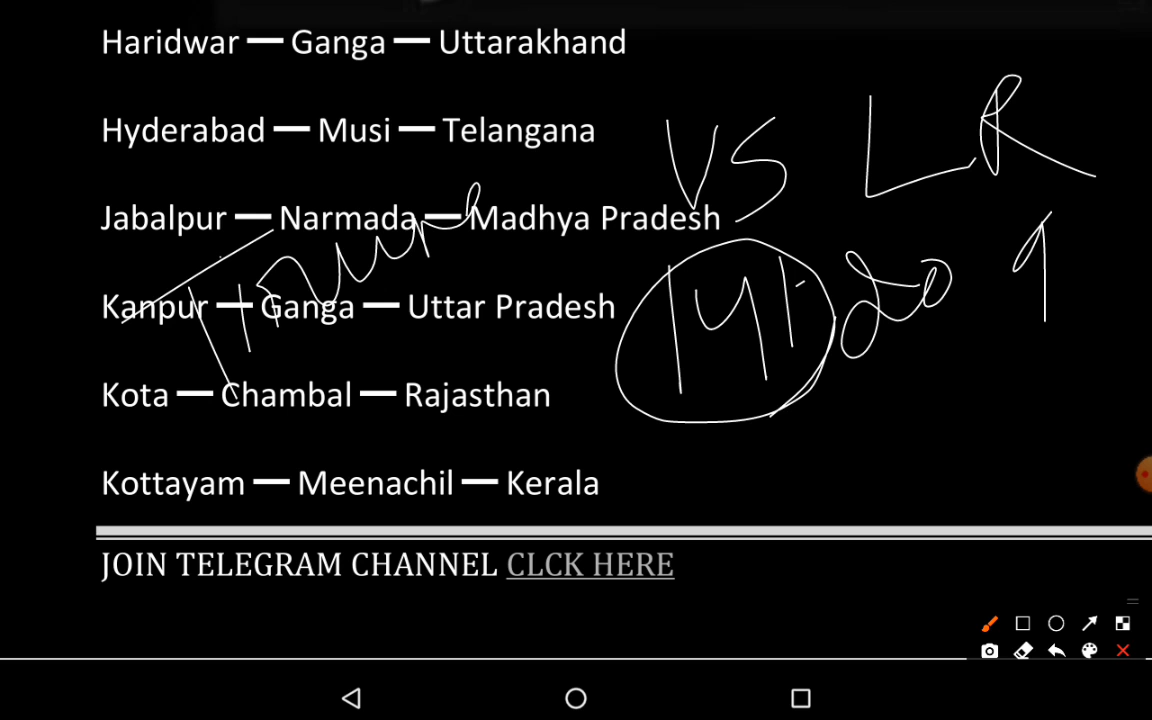 Haridwar — Ganga — Uttarakhand
Hyderabad — Musi — Telangana
VS LR
Jabalpur — Narmada — Madhya Pradesh
Kanpur — Ganga — Uttar Pradesh
Kota — Chambal — Rajasthan
Kottayam — Meenachil — Kerala
JOIN TELEGRAM CHANNEL CLCK HERE